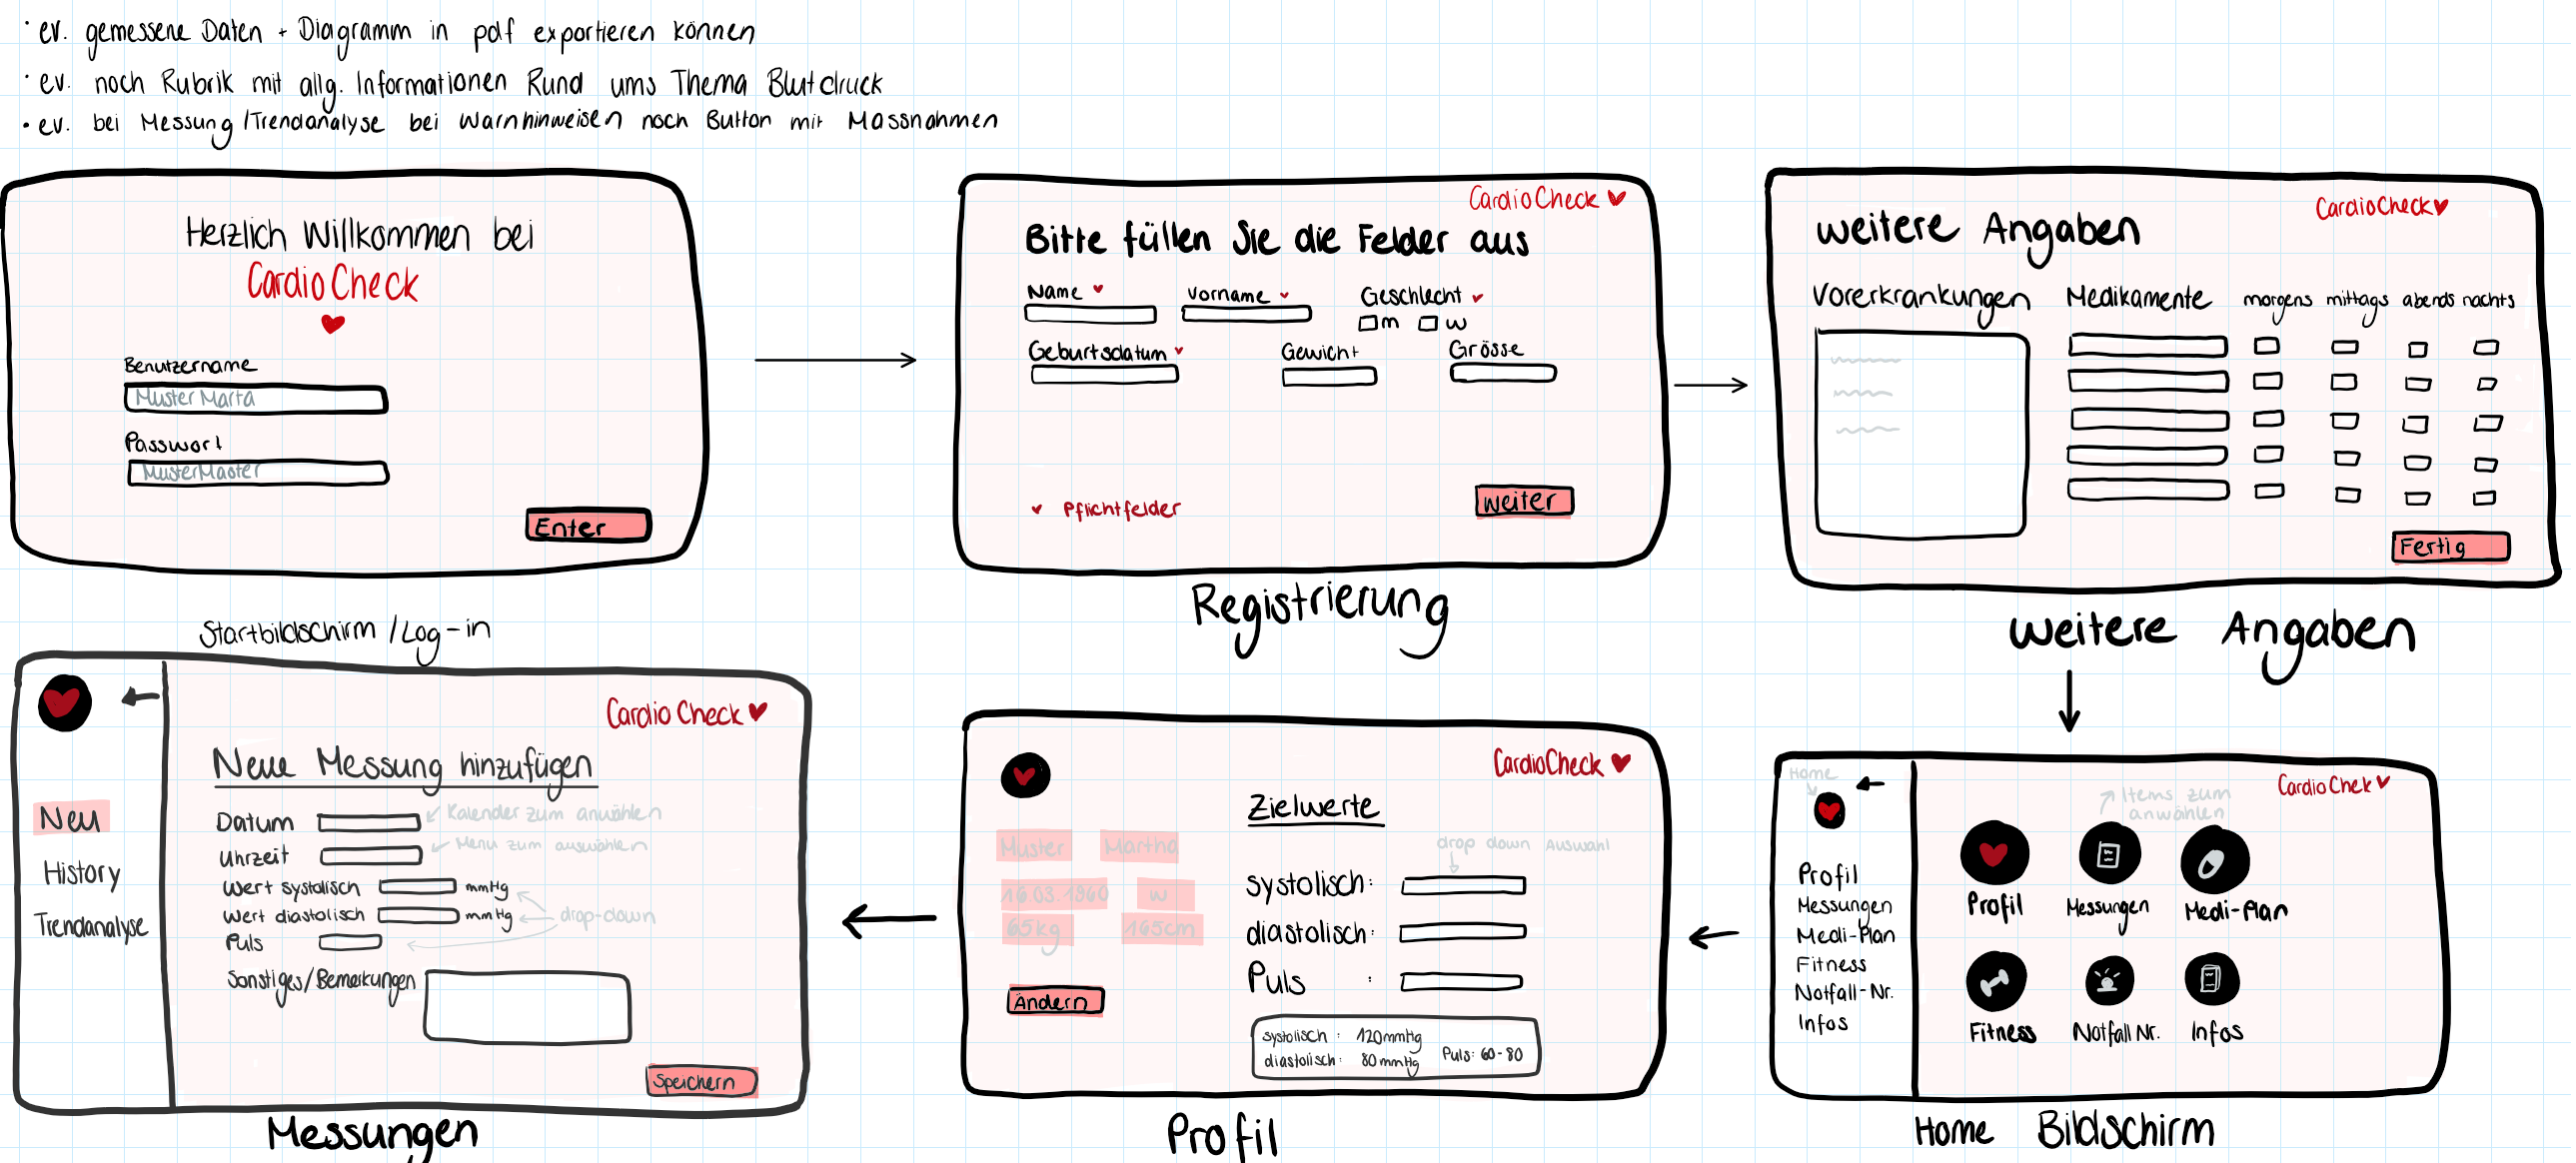 · ev. gemessene Daten + Diagramm in pdf exportieren können
· ev. noch Rubrik mit allg. Informationen Rund ums Thema Blutdruck
· ev. bei Messung/Trendanalyse bei Warnhinweisen noch Button mit Massnahmen
Herzlich Willkommen bei
CardioCheck
Benutzername
Muster Marta
Passwort
Enter
Startbildschirm / Log-in
CardioCheck
Bitte füllen Sie die Felder aus
Name
Vorname
Geschlecht
m
w
Geburtsdatum
Gewicht
Grösse
Pflichtfelder
weiter
Registrierung
CardioCheck
weitere Angaben
Vorerkrankungen
Medikamente
morgens
mittags
abends
nachts
Fertig
weitere Angaben
Cardio Check
Neue Messung hinzufügen
Neu
History
Trendanalyse
Datum
Kalender zum anwählen
Uhrzeit
Menu zum auswählen
Wert systolisch
mmHg
Wert diastolisch
mmHg
drop-down
Puls
Sonstiges/Bemerkungen
Speichern
Messungen
CardioCheck
Zielwerte
Muster
Martha
drop down Auswahl
16.03.1960
w
systolisch:
65kg
165cm
diastolisch:
Puls :
Ändern
systolisch : 120mmHg
diastolisch: 80mmHg
Puls: 60-80
Profil
Home
CardioChek
Items zum
anwählen
Profil
Messungen
Medi-Plan
Fitness
Notfall-Nr.
Infos
Profil
Messungen
Medi-Plan
Fitness
Notfall Nr.
Infos
Home Bildschirm